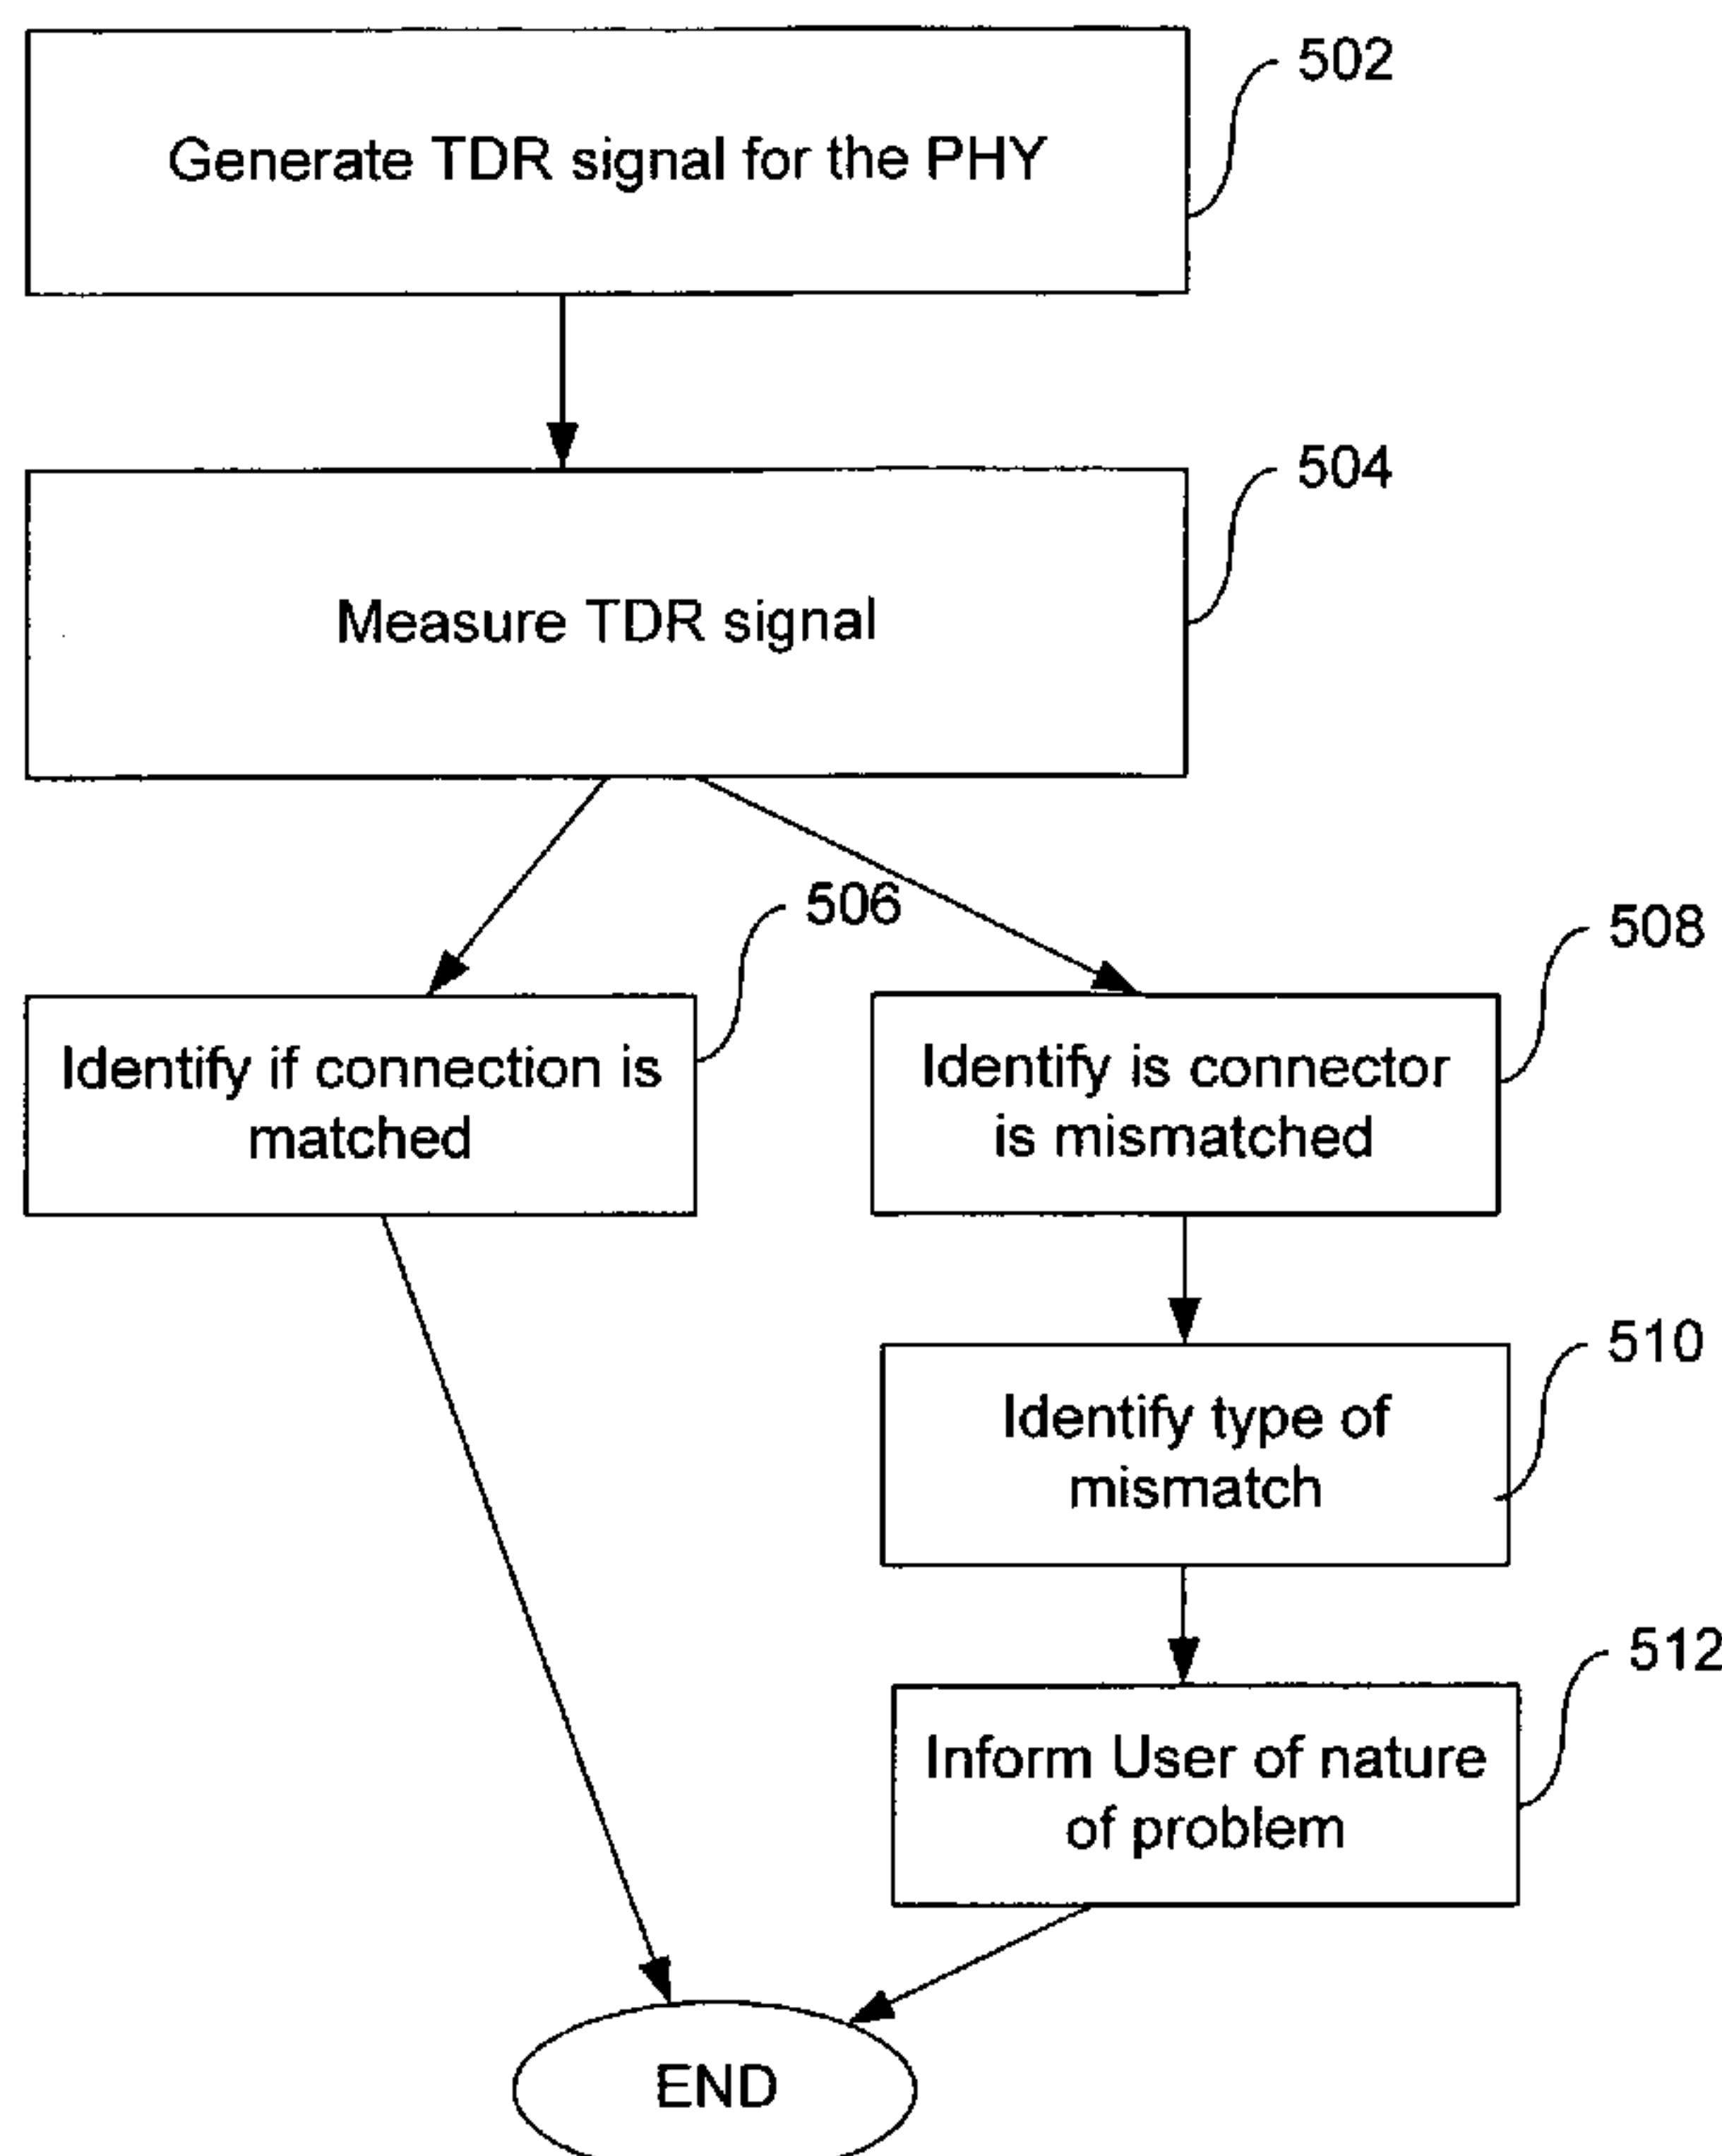 502
Generate TDR signal for the PHY
504
Measure TDR signal
506
508
Identify if connection is
matched
Identify is connector
is mismatched
510
Identify type of
mismatch
512
Inform User of nature
of problem
END